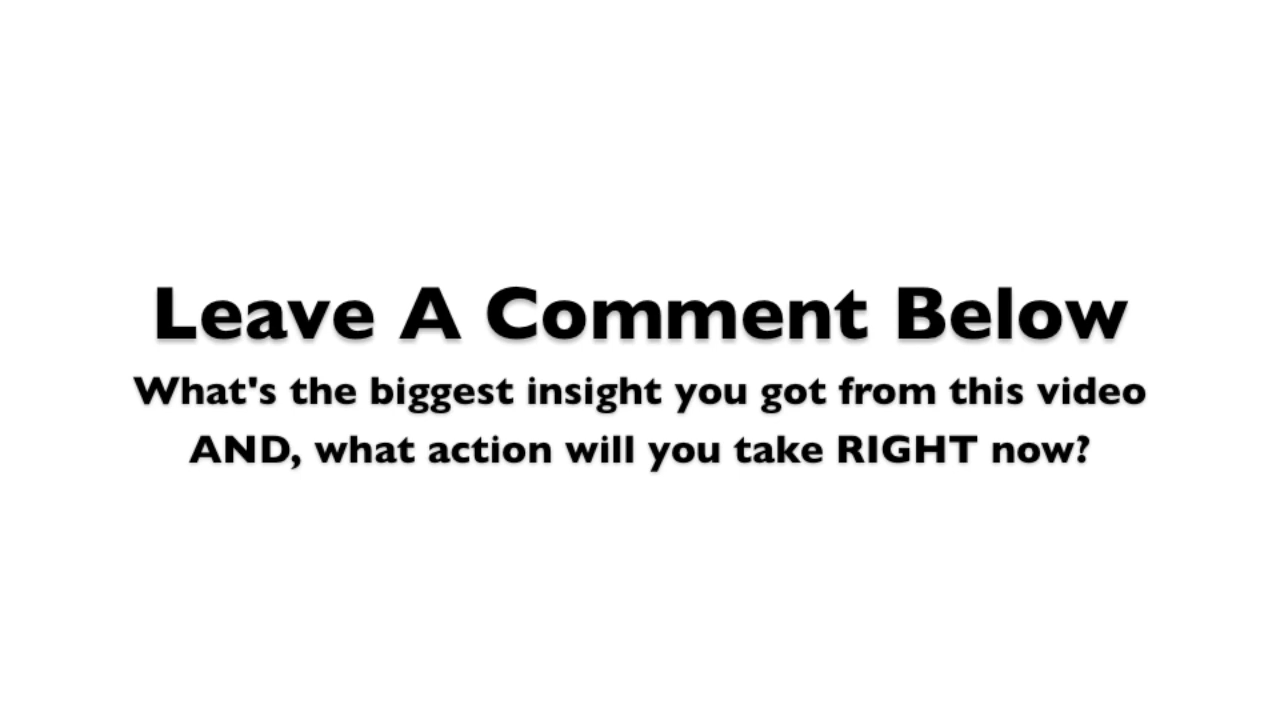 Leave A Comment Below
What's the biggest insight you got from this video
AND, what action will you take RIGHT now?